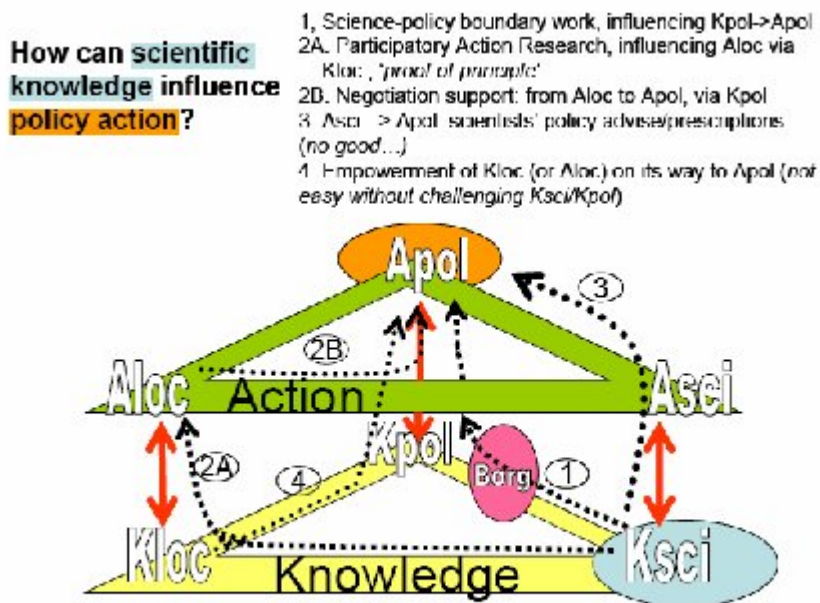 How can scientific
knowledge influence
policy action?
1, Science-policy boundary work, influencing Kpol->Apol
2A. Participatory Action Research, influencing Aloc via
Kloc , 'proof of principle'
2B. Negotiation support: from Aloc to Apol, via Kpol
3 Asci > Apol scientists' policy advise/prescriptions
(no good...)
4 Empowerment of Kloc (or Aloc) on its way to Apol (not
easy without challenging Ksci/Kpol)
Apol
3
2B
Aloc
Action
Asci
Kpol
2A
4
Barg
1
Kloc
Knowledge
Ksci